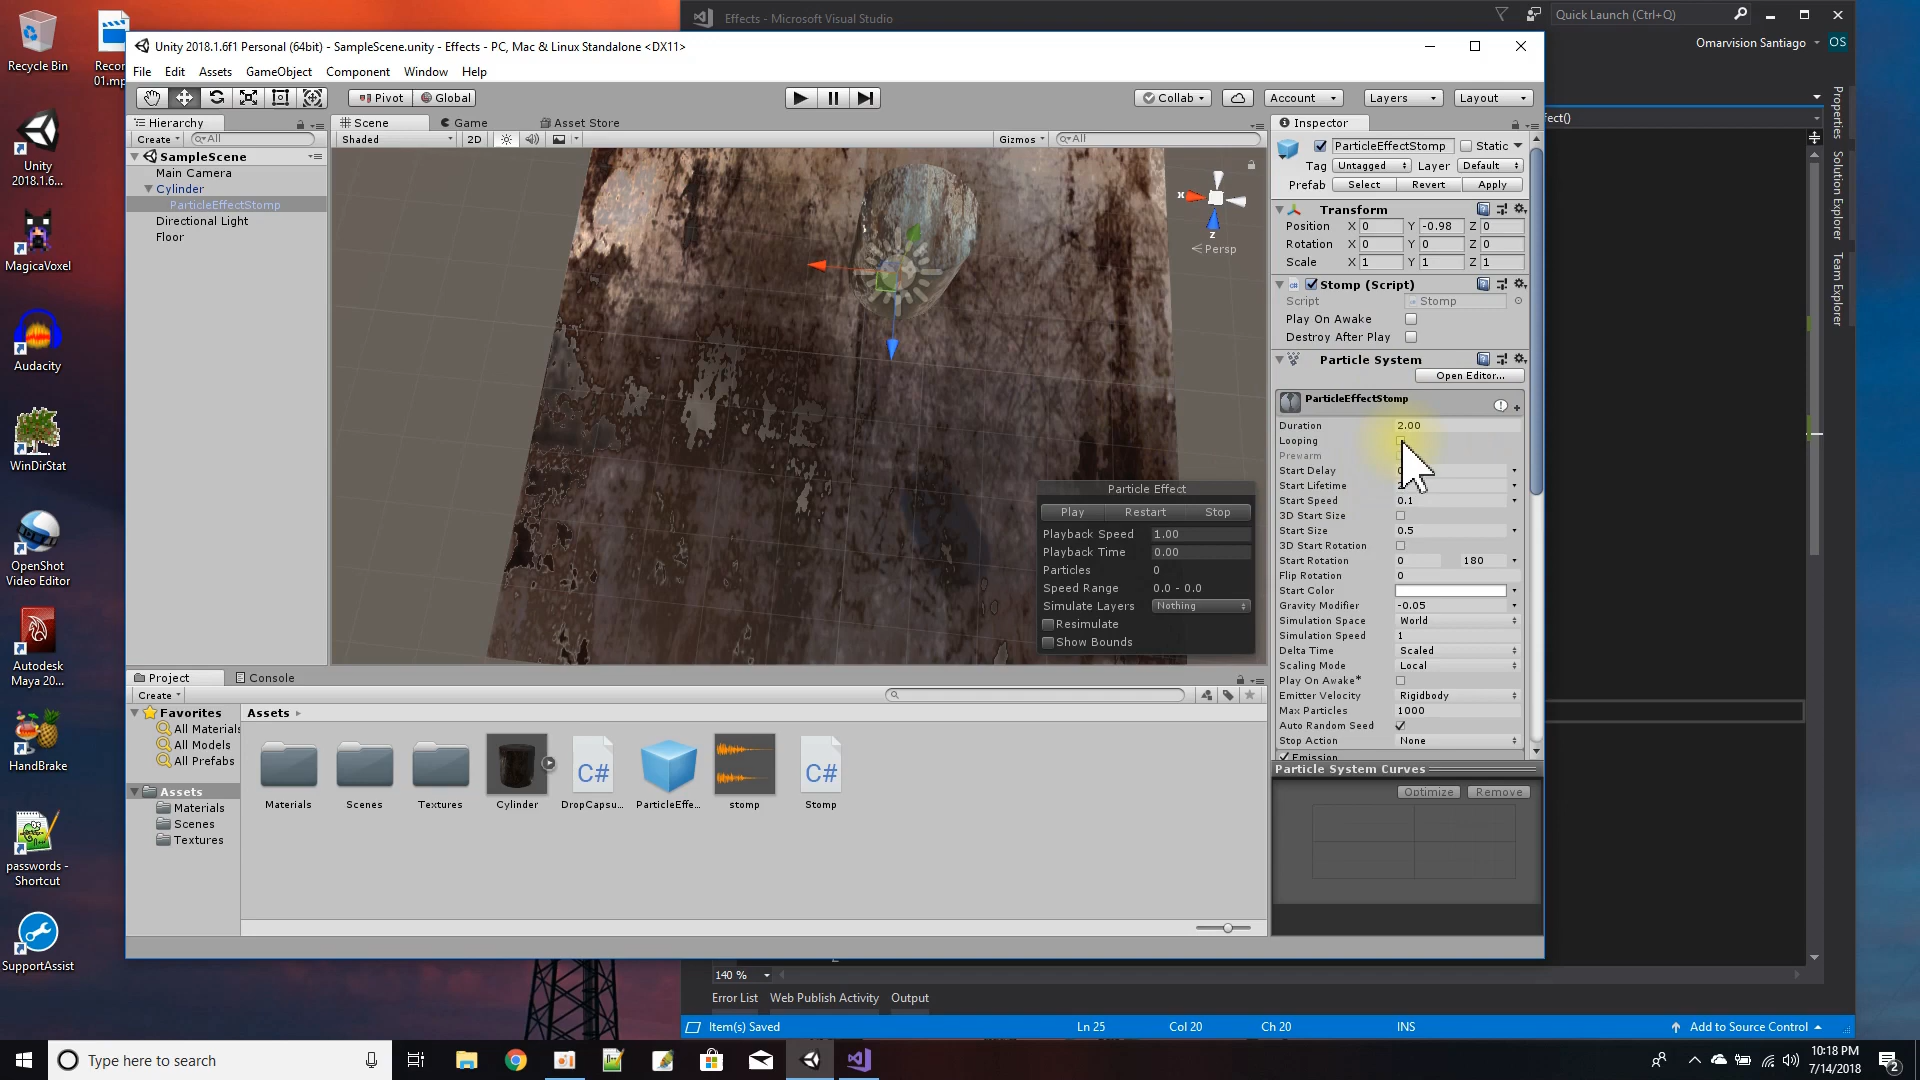 Recycle Bin
Recor
01.mp
Unity
2018.1.6...
MagicaVoxel
Audacity
WinDirStat
OpenShot
Video Editor
Autodesk
Maya 20...
HandBrake
passwords -
Shortcut
SupportAssist
Effects - Microsoft Visual Studio
Quick Launch (Ctrl+Q)
Omarvision Santiago
OS
Properties
Solution Explorer
Team Explorer
ffect()
Unity 2018.1.6f1 Personal (64bit) - SampleScene.unity - Effects - PC, Mac & Linux Standalone <DX11>
File Edit Assets GameObject Component Window Help
Pivot Global
Collab
Account
Layers
Layout
Hierarchy
Create
All
SampleScene
Main Camera
Cylinder
ParticleEffectStomp
Directional Light
Floor
Scene
Game
Asset Store
Shaded
2D
Gizmos
All
x
z
Persp
Particle Effect
Play Restart Stop
Playback Speed 1.00
Playback Time 0.00
Particles 0
Speed Range 0.0 - 0.0
Simulate Layers Nothing
Resimulate
Show Bounds
Inspector
ParticleEffectStomp Static
Tag Untagged Layer Default
Prefab Select Revert Apply
Transform
Position X 0 Y -0.98 Z 0
Rotation X 0 Y 0 Z 0
Scale X 1 Y 1 Z 1
Stomp (Script)
Script Stomp
Play On Awake
Destroy After Play
Particle System
Open Editor...
ParticleEffectStomp
Duration 2.00
Looping
Prewarm
Start Delay
Start Lifetime
Start Speed 0.1
3D Start Size
Start Size 0.5
3D Start Rotation
Start Rotation 0 180
Flip Rotation 0
Start Color
Gravity Modifier -0.05
Simulation Space World
Simulation Speed 1
Delta Time Scaled
Scaling Mode Local
Play On Awake*
Emitter Velocity Rigidbody
Max Particles 1000
Auto Random Seed
Stop Action None
Emission
Particle System Curves
Optimize Remove
Project
Console
Create
Favorites
All Materials
All Models
All Prefabs
Assets
Materials
Scenes
Textures
Assets
Materials
Scenes
Textures
Cylinder
C#
DropCapsu...
ParticleEffe...
stomp
C#
Stomp
140 %
Error List Web Publish Activity Output
Item(s) Saved
Ln 25
Col 20
Ch 20
INS
Add to Source Control
Type here to search
10:18 PM
7/14/2018
2